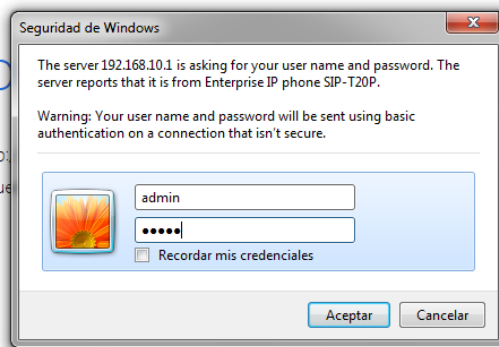 Seguridad de Windows
The server 192.168.10.1 is asking for your user name and password. The
server reports that it is from Enterprise IP phone SIP-T20P.
Warning: Your user name and password will be sent using basic
authentication on a connection that isn't secure.
admin
●●●●●
Recordar mis credenciales
Aceptar
Cancelar